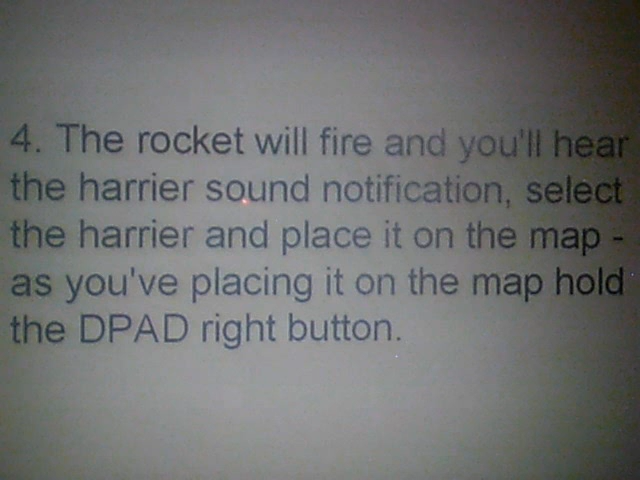 4. The rocket will fire and you'll hear
the harrier sound notification, select
the harrier and place it on the map -
as you've placing it on the map hold
the DPAD right button.